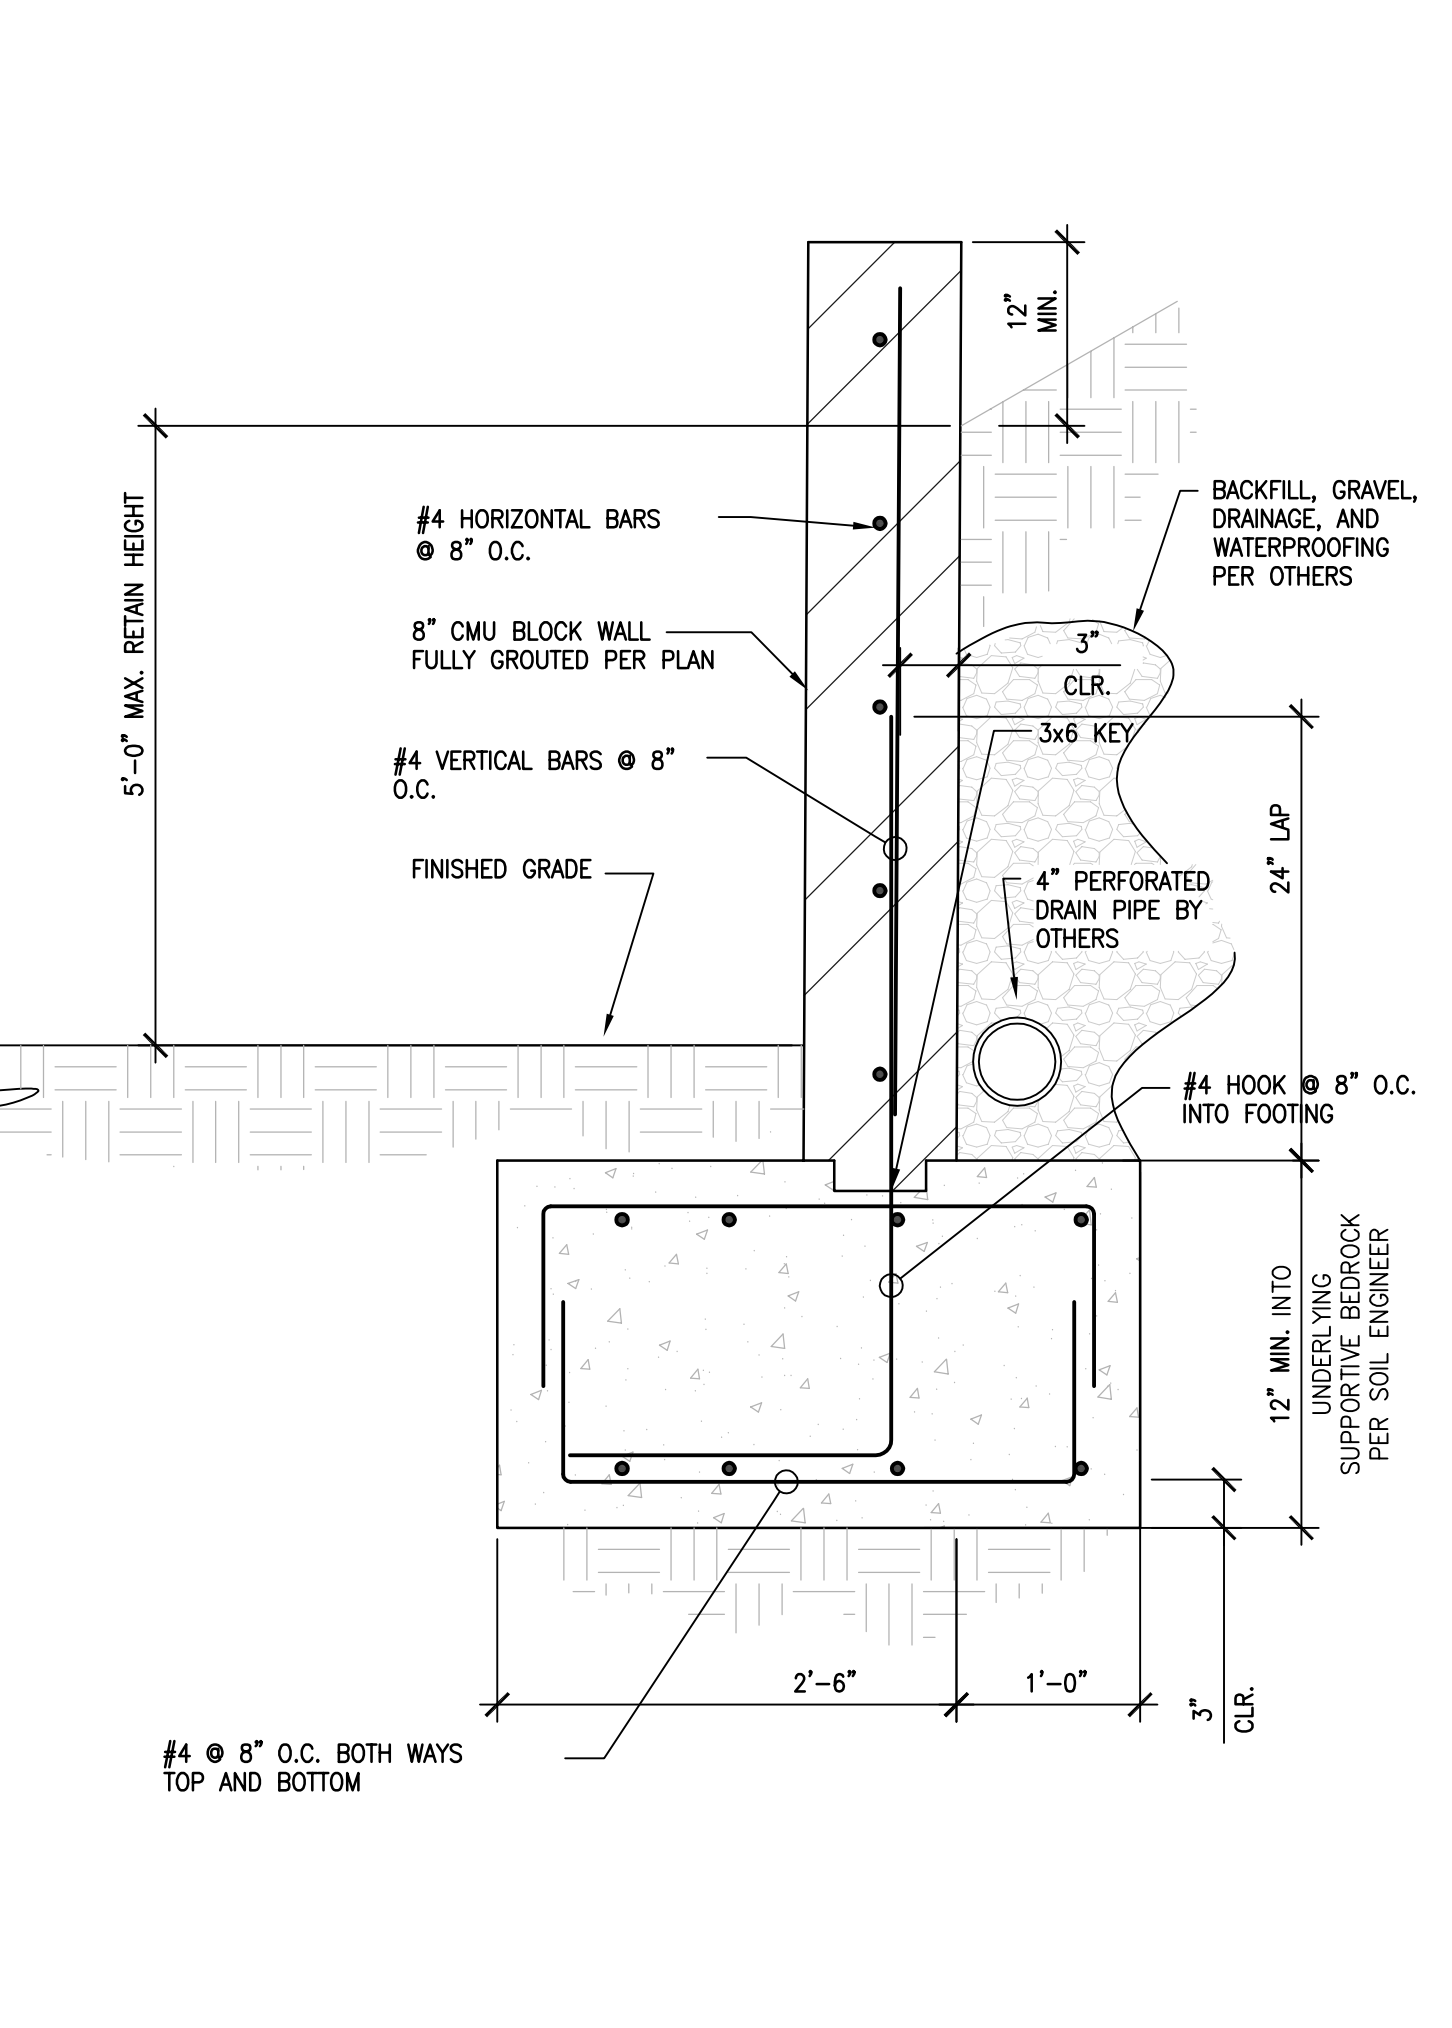 12”
MIN.
5’-0” MAX. RETAIN HEIGHT
#4 HORIZONTAL BARS
@ 8” O.C.
BACKFILL, GRAVEL,
DRAINAGE, AND
WATERPROOFING
PER OTHERS
8” CMU BLOCK WALL
FULLY GROUTED PER PLAN
3”
CLR.
3x6 KEY
#4 VERTICAL BARS @ 8”
O.C.
24” LAP
FINISHED GRADE
4” PERFORATED
DRAIN PIPE BY
OTHERS
#4 HOOK @ 8” O.C.
INTO FOOTING
12” MIN. INTO
UNDERLYING
SUPPORTIVE BEDROCK
PER SOIL ENGINEER
2’-6”
1’-0”
3”
CLR.
#4 @ 8” O.C. BOTH WAYS
TOP AND BOTTOM